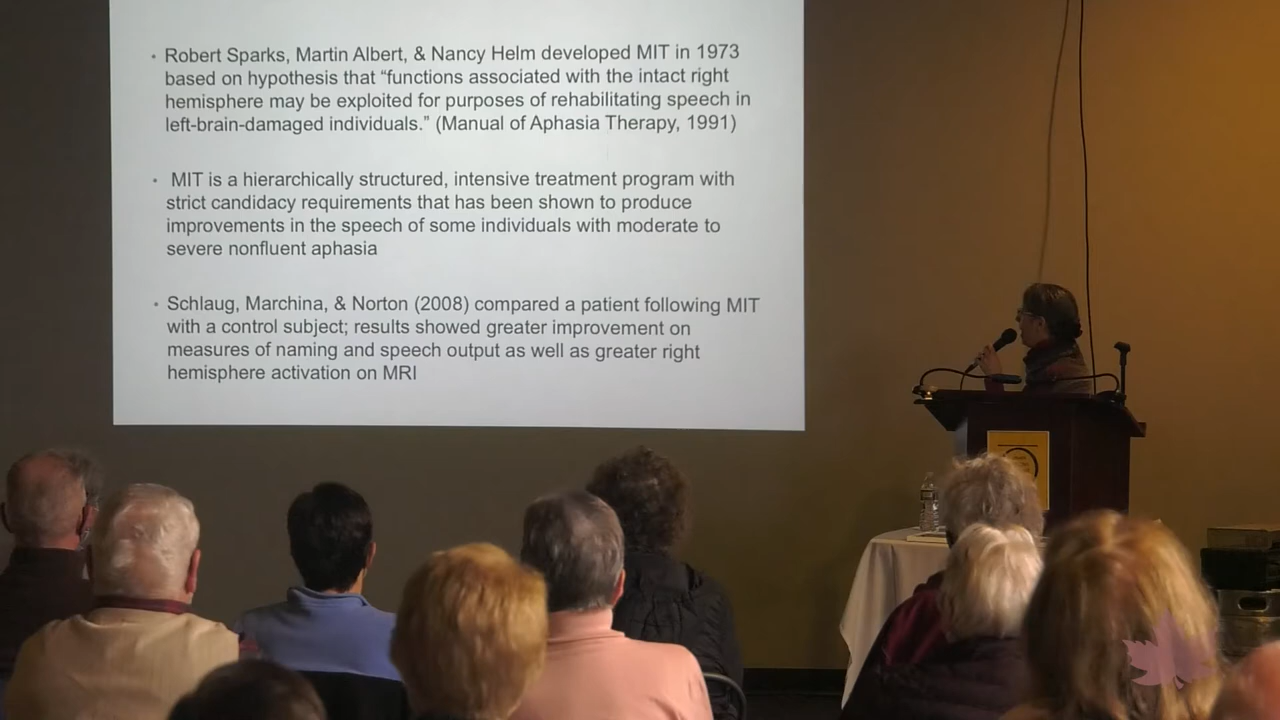 • Robert Sparks, Martin Albert, & Nancy Helm developed MIT in 1973
based on hypothesis that “functions associated with the intact right
hemisphere may be exploited for purposes of rehabilitating speech in
left-brain-damaged individuals.” (Manual of Aphasia Therapy, 1991)
• MIT is a hierarchically structured, intensive treatment program with
strict candidacy requirements that has been shown to produce
improvements in the speech of some individuals with moderate to
severe nonfluent aphasia
• Schlaug, Marchina, & Norton (2008) compared a patient following MIT
with a control subject; results showed greater improvement on
measures of naming and speech output as well as greater right
hemisphere activation on MRI